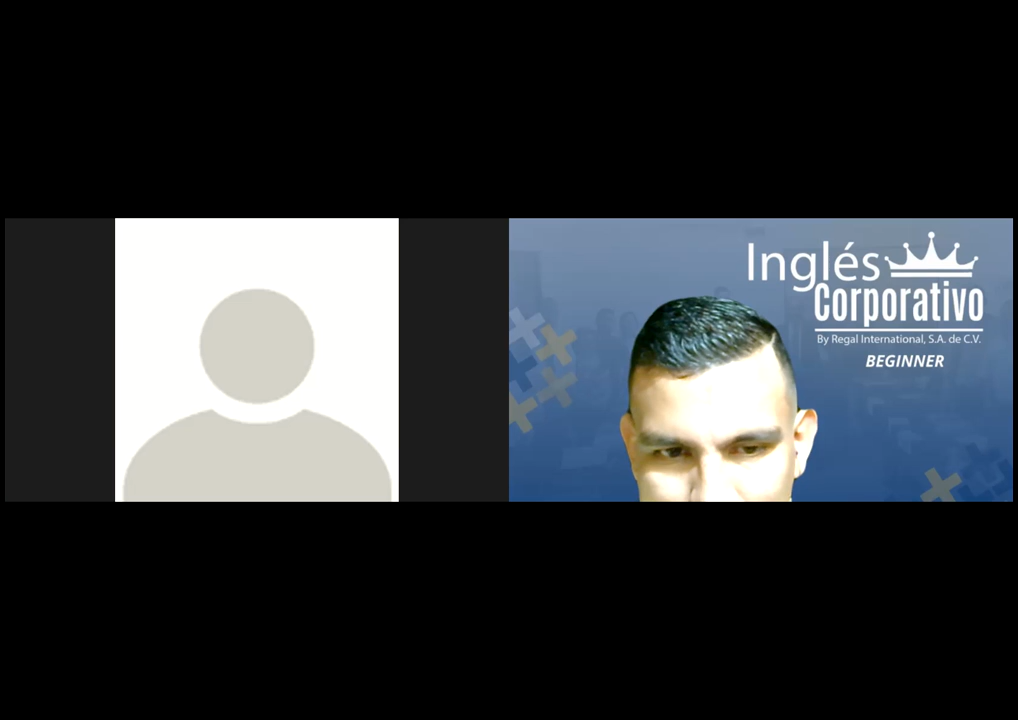 Inglés
Corporativo
By Regal International, S.A. de C.V.
BEGINNER